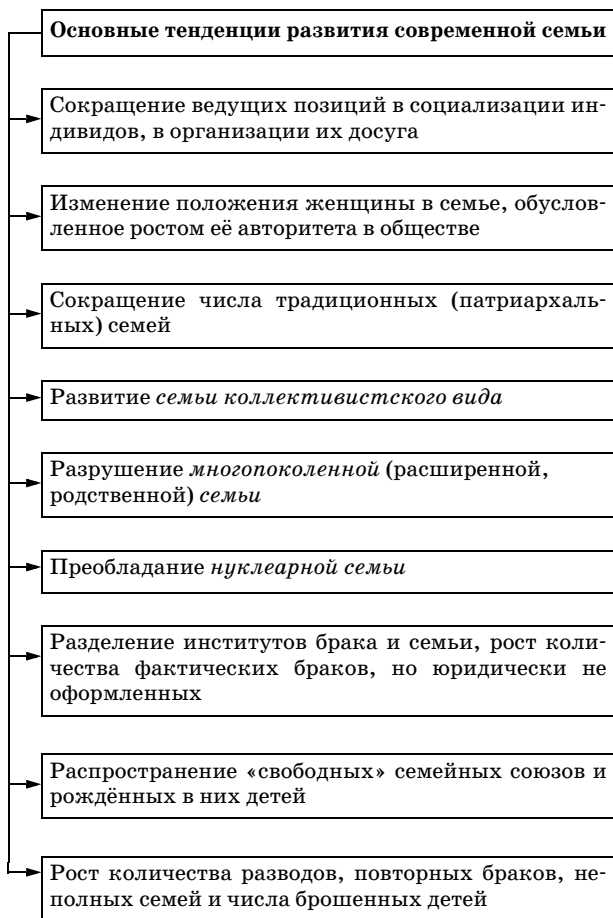 Основные тенденции развития современной семьи
Сокращение ведущих позиций в социализации ин-
дивидов, в организации их досуга
Изменение положения женщины в семье, обуслов-
ленное ростом её авторитета в обществе
Сокращение числа традиционных (патриархаль-
ных) семей
Развитие семьи коллективистского вида
Разрушение многопоколенной (расширенной,
родственной) семьи
Преобладание нуклеарной семьи
Разделение институтов брака и семьи, рост коли-
чества фактических браков, но юридически не
оформленных
Распространение «свободных» семейных союзов и
рождённых в них детей
Рост количества разводов, повторных браков, не-
полных семей и числа брошенных детей